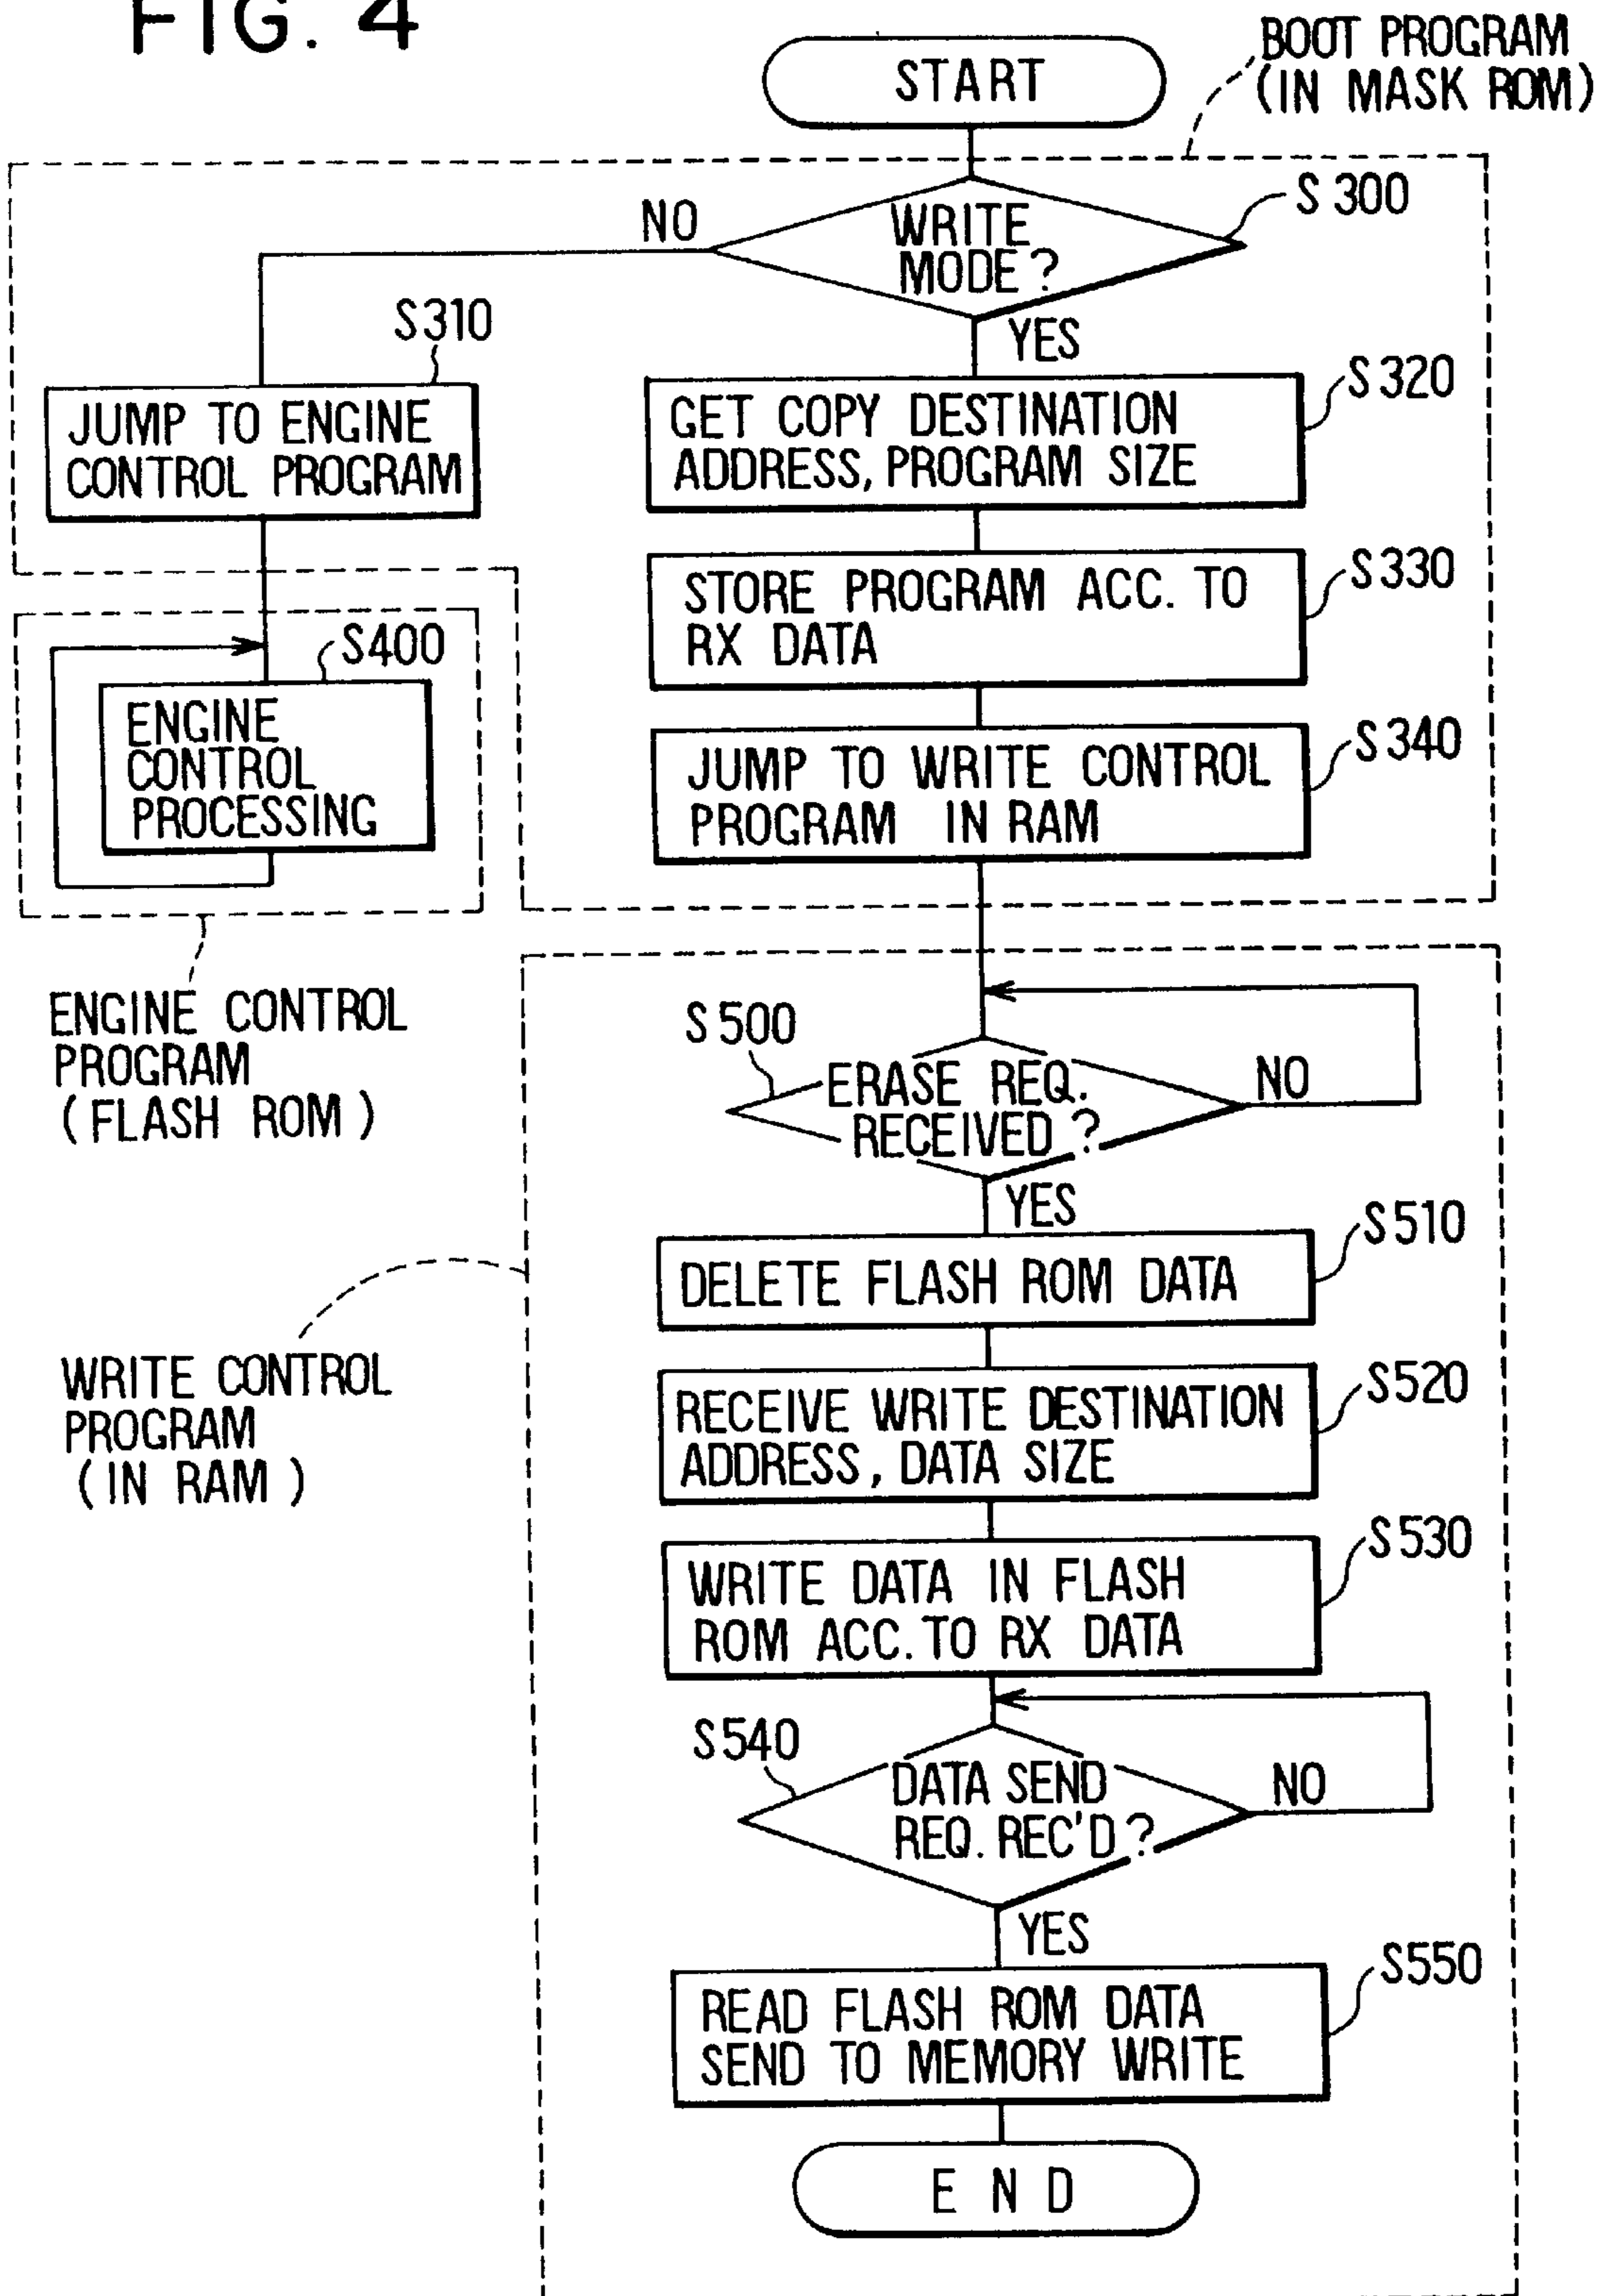 FIG. 4
START
BOOT PROGRAM
(IN MASK ROM)
S300
NO
WRITE
MODE?
YES
S310
JUMP TO ENGINE
CONTROL PROGRAM
S320
GET COPY DESTINATION
ADDRESS, PROGRAM SIZE
S330
STORE PROGRAM ACC. TO
RX DATA
S400
ENGINE
CONTROL
PROCESSING
S340
JUMP TO WRITE CONTROL
PROGRAM IN RAM
ENGINE CONTROL
PROGRAM
(FLASH ROM)
S500
ERASE REQ.
RECEIVED?
NO
YES
S510
DELETE FLASH ROM DATA
WRITE CONTROL
PROGRAM
(IN RAM)
S520
RECEIVE WRITE DESTINATION
ADDRESS, DATA SIZE
S530
WRITE DATA IN FLASH
ROM ACC. TO RX DATA
S540
DATA SEND
REQ. REC'D?
NO
YES
S550
READ FLASH ROM DATA
SEND TO MEMORY WRITE
END